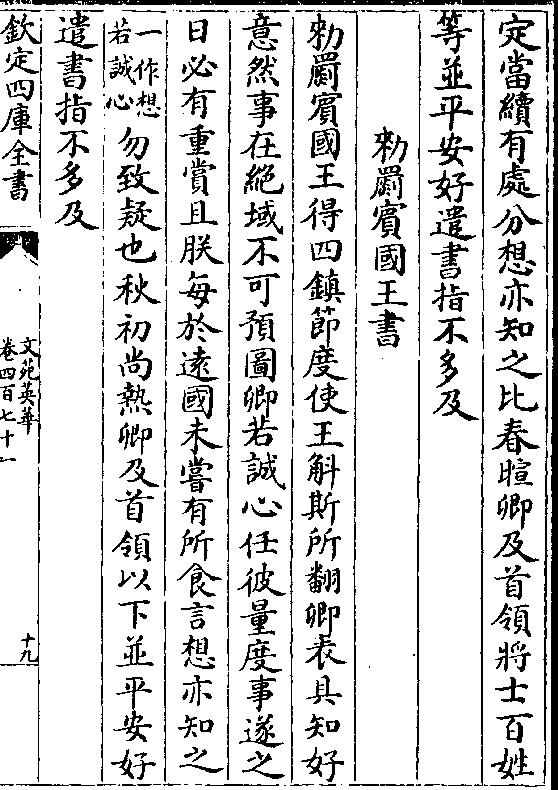 定當續有處分想亦知之比春暄卿及首領將士百姓
等並平安好遣書指不多及
勑罽賓國王書
勑罽賓國王得四鎮節度使王斛斯所翻卿表具知好
意然事在絶域不可預圖卿若誠心任彼量度事遂之
日必有重賞且朕每於逺國未嘗有所食言想亦知之
一作想
若誠心
勿致疑也秋初尚熱卿及首領以下並平安好
遣書指不多及
欽定四庫全書
文苑英華
卷四百七十一
十九